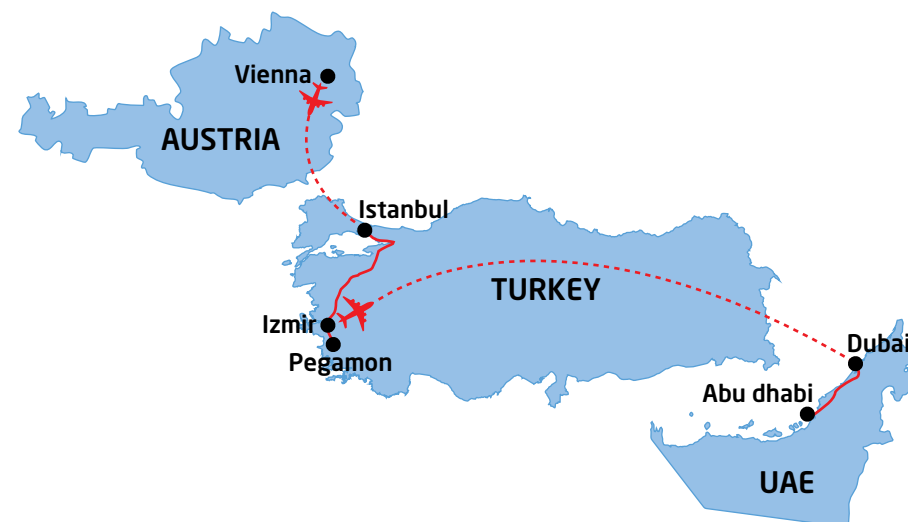 Vienna
AUSTRIA
Istanbul
TURKEY
Izmir
Pegamon
Dubai
Abu dhabi
UAE